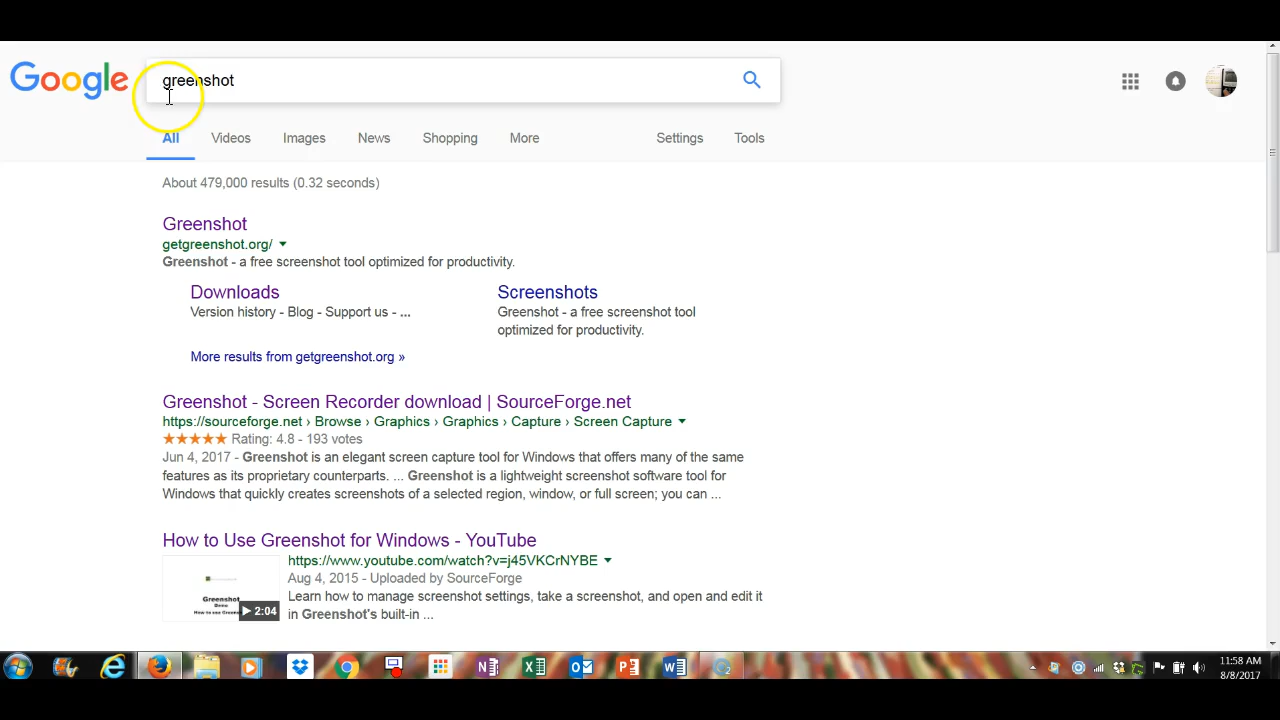 Google
greenshot
All Videos Images News Shopping More Settings Tools
About 479,000 results (0.32 seconds)
Greenshot
getgreenshot.org/
Greenshot - a free screenshot tool optimized for productivity.
Downloads
Version history - Blog - Support us - ...
Screenshots
Greenshot - a free screenshot tool
optimized for productivity.
More results from getgreenshot.org »
Greenshot - Screen Recorder download | SourceForge.net
https://sourceforge.net › Browse › Graphics › Graphics › Capture › Screen Capture
Rating: 4.8 - 193 votes
Jun 4, 2017 - Greenshot is an elegant screen capture tool for Windows that offers many of the same
features as its proprietary counterparts. ... Greenshot is a lightweight screenshot software tool for
Windows that quickly creates screenshots of a selected region, window, or full screen; you can ...
How to Use Greenshot for Windows - YouTube
https://www.youtube.com/watch?v=j45VKCrNYBE
Aug 4, 2015 - Uploaded by SourceForge
Learn how to manage screenshot settings, take a screenshot, and open and edit it
in Greenshot's built-in ...
Greenshot
Demo
2:04
11:58 AM
8/8/2017